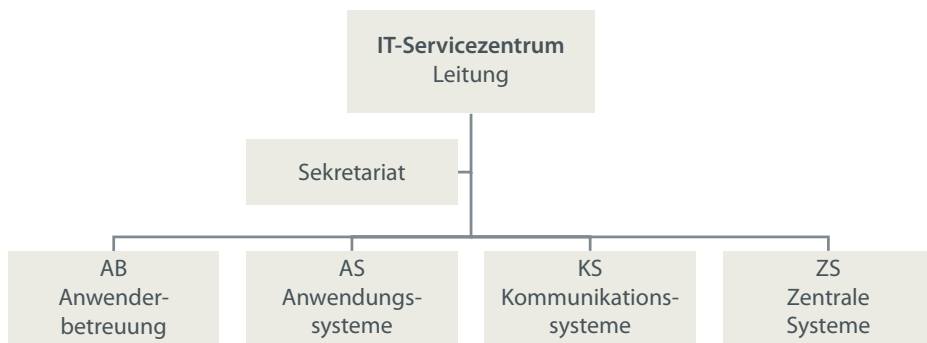 IT-Servicezentrum
Leitung
Sekretariat
AB
Anwender-
betreuung
AS
Anwendungs-
systeme
KS
Kommunikations-
systeme
ZS
Zentrale
Systeme